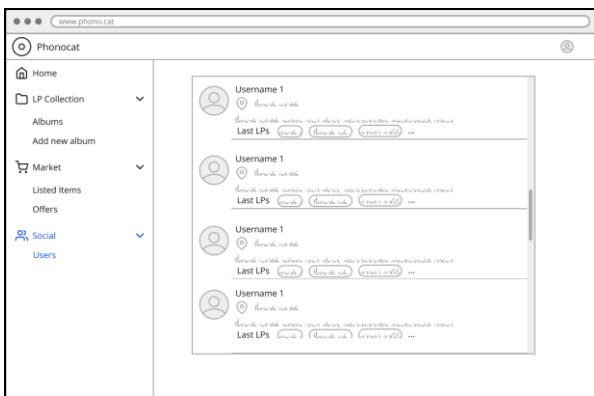 www.phono.cat
Phonocat
Home
LP Collection
Albums
Add new album
Market
Listed Items
Offers
Social
Users
Username 1
Last LPs ...
Username 1
Last LPs ...
Username 1
Last LPs ...
Username 1
Last LPs ...